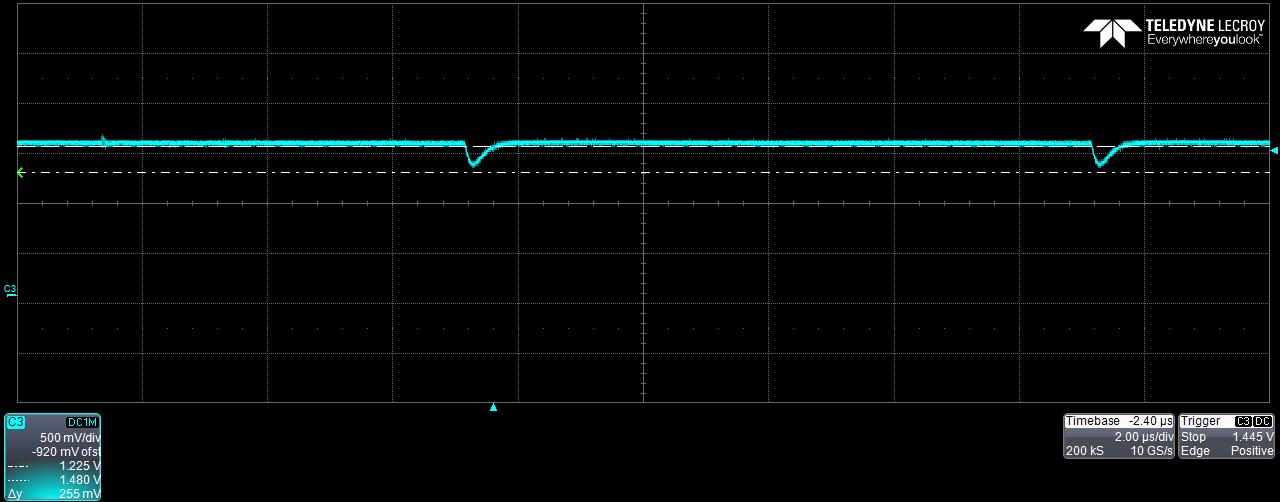 TELEDYNE LECROY
Everywhereyoulook™
C3
C3 DC1M
500 mV/div
-920 mV ofst
1.225 V
1.480 V
Δy 255 mV
Timebase -2.40 µs
2.00 µs/div
200 kS 10 GS/s
Trigger C3 DC
Stop 1.445 V
Edge Positive